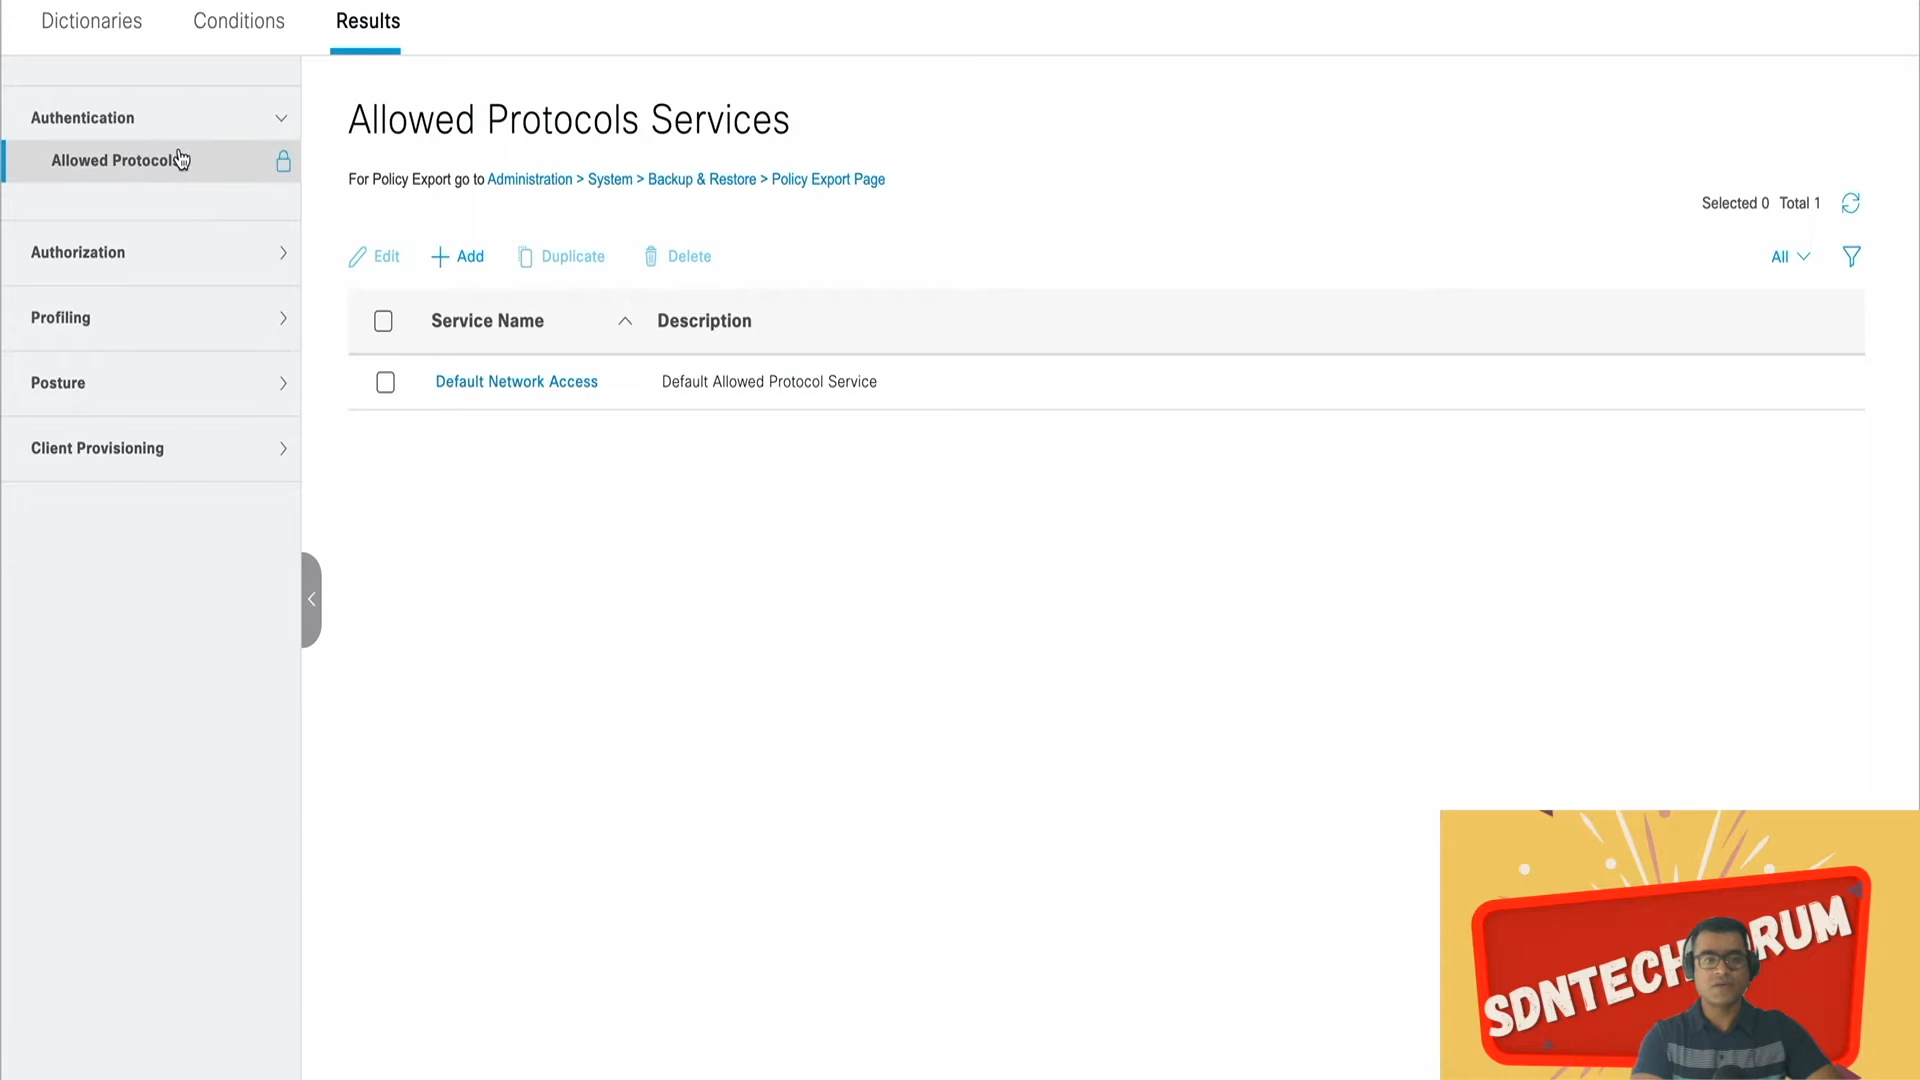 Dictionaries Conditions Results
Authentication
Allowed Protocols
Authorization
Profiling
Posture
Client Provisioning
Allowed Protocols Services
For Policy Export go to Administration > System > Backup & Restore > Policy Export Page
Selected 0 Total 1
Edit Add Duplicate Delete
All
Service Name Description
Default Network Access Default Allowed Protocol Service